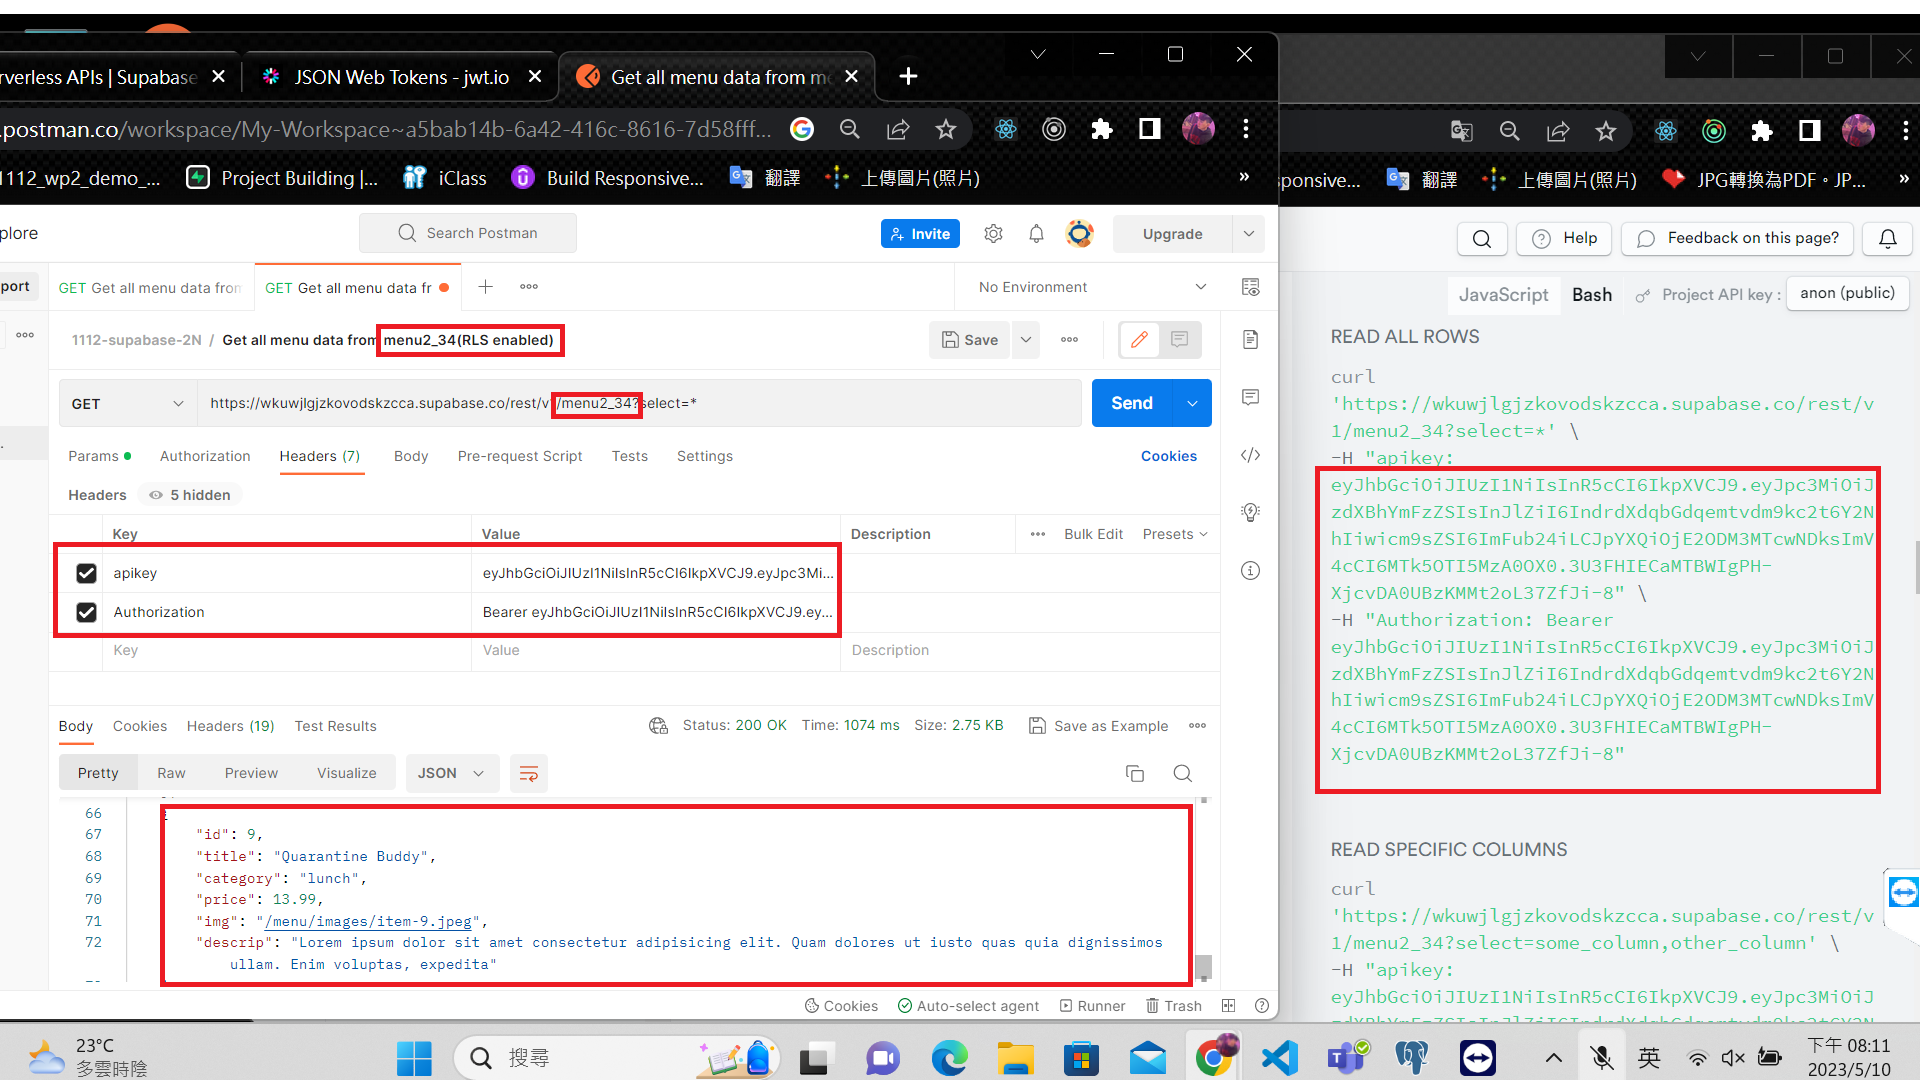 rverless APIs | Supabase
JSON Web Tokens - jwt.io
Get all menu data from me
.postman.co/workspace/My-Workspace~a5bab14b-6a42-416c-8616-7d58fff...
1112_wp2_demo_...
Project Building |...
iClass
Build Responsive...
翻譯
上傳圖片(照片)
»
plore
Search Postman
Invite
Upgrade
port
GET Get all menu data from
GET Get all menu data fr
No Environment
1112-supabase-2N / Get all menu data from menu2_34(RLS enabled)
Save
GET
https://wkuwjlgjzkovodskzcca.supabase.co/rest/v1/menu2_34?select=*
Send
Params
Authorization
Headers (7)
Body
Pre-request Script
Tests
Settings
Cookies
Headers
5 hidden
Key
Value
Description
Bulk Edit
Presets
apikey
eyJhbGciOiJIUzI1NiIsInR5cCI6IkpXVCJ9.eyJpc3Mi...
Authorization
Bearer eyJhbGciOiJIUzI1NiIsInR5cCI6IkpXVCJ9.ey...
Key
Value
Description
Body
Cookies
Headers (19)
Test Results
Status: 200 OK
Time: 1074 ms
Size: 2.75 KB
Save as Example
Pretty
Raw
Preview
Visualize
JSON
66
67 "id": 9,
68 "title": "Quarantine Buddy",
69 "category": "lunch",
70 "price": 13.99,
71 "img": "/menu/images/item-9.jpeg",
72 "descrip": "Lorem ipsum dolor sit amet consectetur adipisicing elit. Quam dolores ut iusto quas quia dignissimos
ullam. Enim voluptas, expedita"
Cookies
Auto-select agent
Runner
Trash
ponsive...
翻譯
上傳圖片(照片)
JPG轉換為PDF。JP...
»
Help
Feedback on this page?
JavaScript
Bash
Project API key :
anon (public)
READ ALL ROWS
curl
'https://wkuwjlgjzkovodskzcca.supabase.co/rest/v
1/menu2_34?select=*' \
-H "apikey:
eyJhbGciOiJIUzI1NiIsInR5cCI6IkpXVCJ9.eyJpc3MiOiJ
zdXBhYmFzZSIsInJlZiI6IndrdXdqbGdqemtvdm9kc2t6Y2N
hIiwicm9sZSI6ImFub24iLCJpYXQiOjE2ODM3MTcwNDksImV
4cCI6MTk5OTI5MzA0OX0.3U3FHIECaMTBWIgPH-
XjcvDA0UBzKMMt2oL37ZfJi-8" \
-H "Authorization: Bearer
eyJhbGciOiJIUzI1NiIsInR5cCI6IkpXVCJ9.eyJpc3MiOiJ
zdXBhYmFzZSIsInJlZiI6IndrdXdqbGdqemtvdm9kc2t6Y2N
hIiwicm9sZSI6ImFub24iLCJpYXQiOjE2ODM3MTcwNDksImV
4cCI6MTk5OTI5MzA0OX0.3U3FHIECaMTBWIgPH-
XjcvDA0UBzKMMt2oL37ZfJi-8"
READ SPECIFIC COLUMNS
curl
'https://wkuwjlgjzkovodskzcca.supabase.co/rest/v
1/menu2_34?select=some_column,other_column' \
-H "apikey:
eyJhbGciOiJIUzI1NiIsInR5cCI6IkpXVCJ9.eyJpc3MiOiJ
23°C
多雲時陰
搜尋
英
下午 08:11
2023/5/10